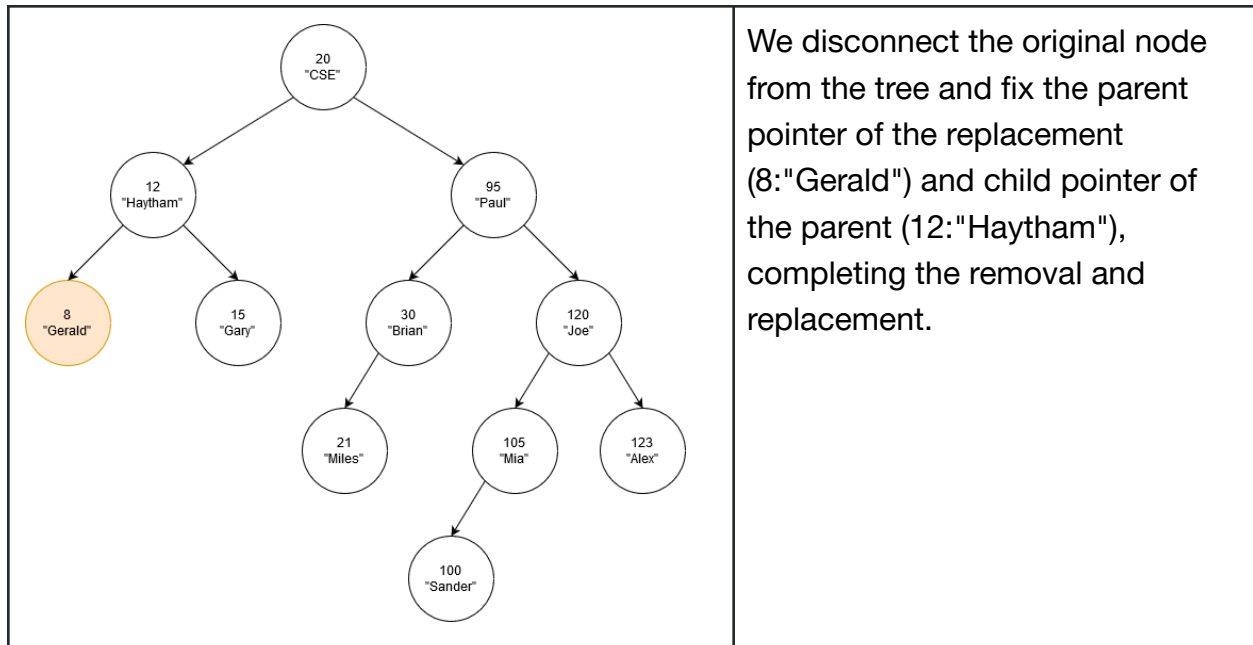 20
"CSE"
12
"Haytham"
95
"Paul"
8
"Gerald"
15
"Gary"
30
"Brian"
120
"Joe"
21
"Miles"
105
"Mia"
123
"Alex"
100
"Sander"
We disconnect the original node
from the tree and fix the parent
pointer of the replacement
(8:"Gerald") and child pointer of
the parent (12:"Haytham"),
completing the removal and
replacement.